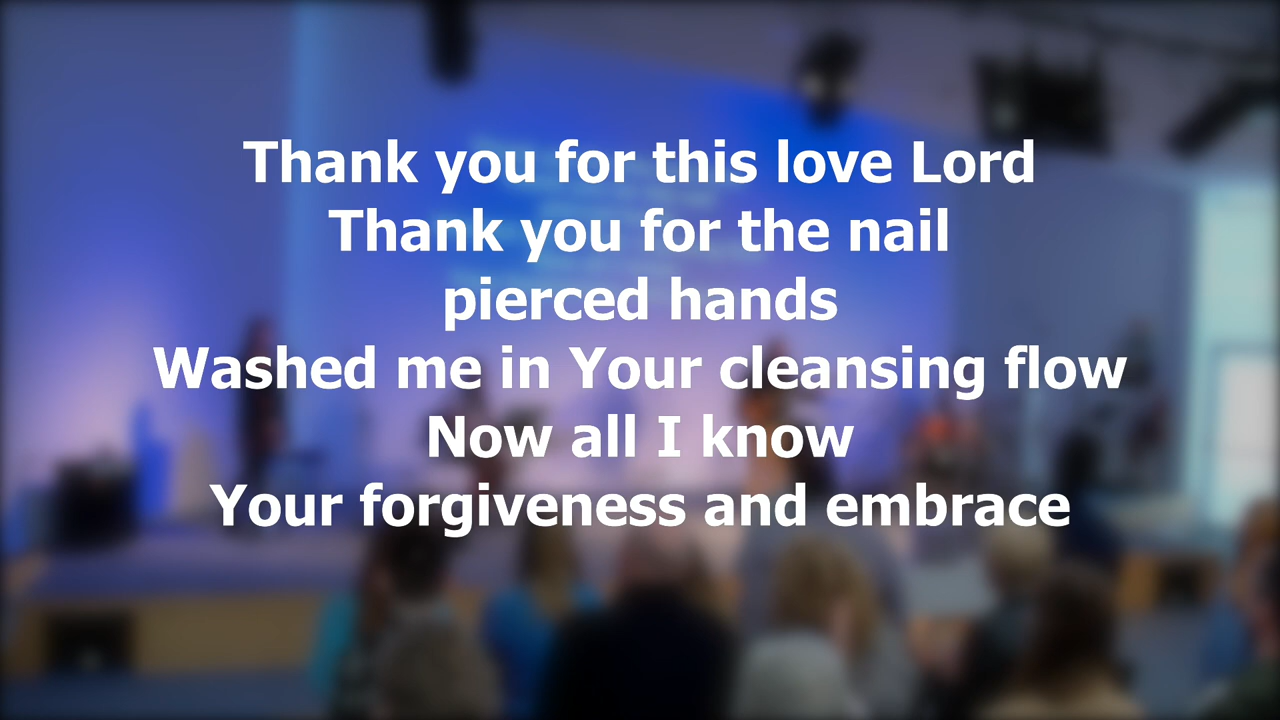 Thank you for this love Lord
Thank you for the nail
pierced hands
Washed me in Your cleansing flow
Now all I know
Your forgiveness and embrace